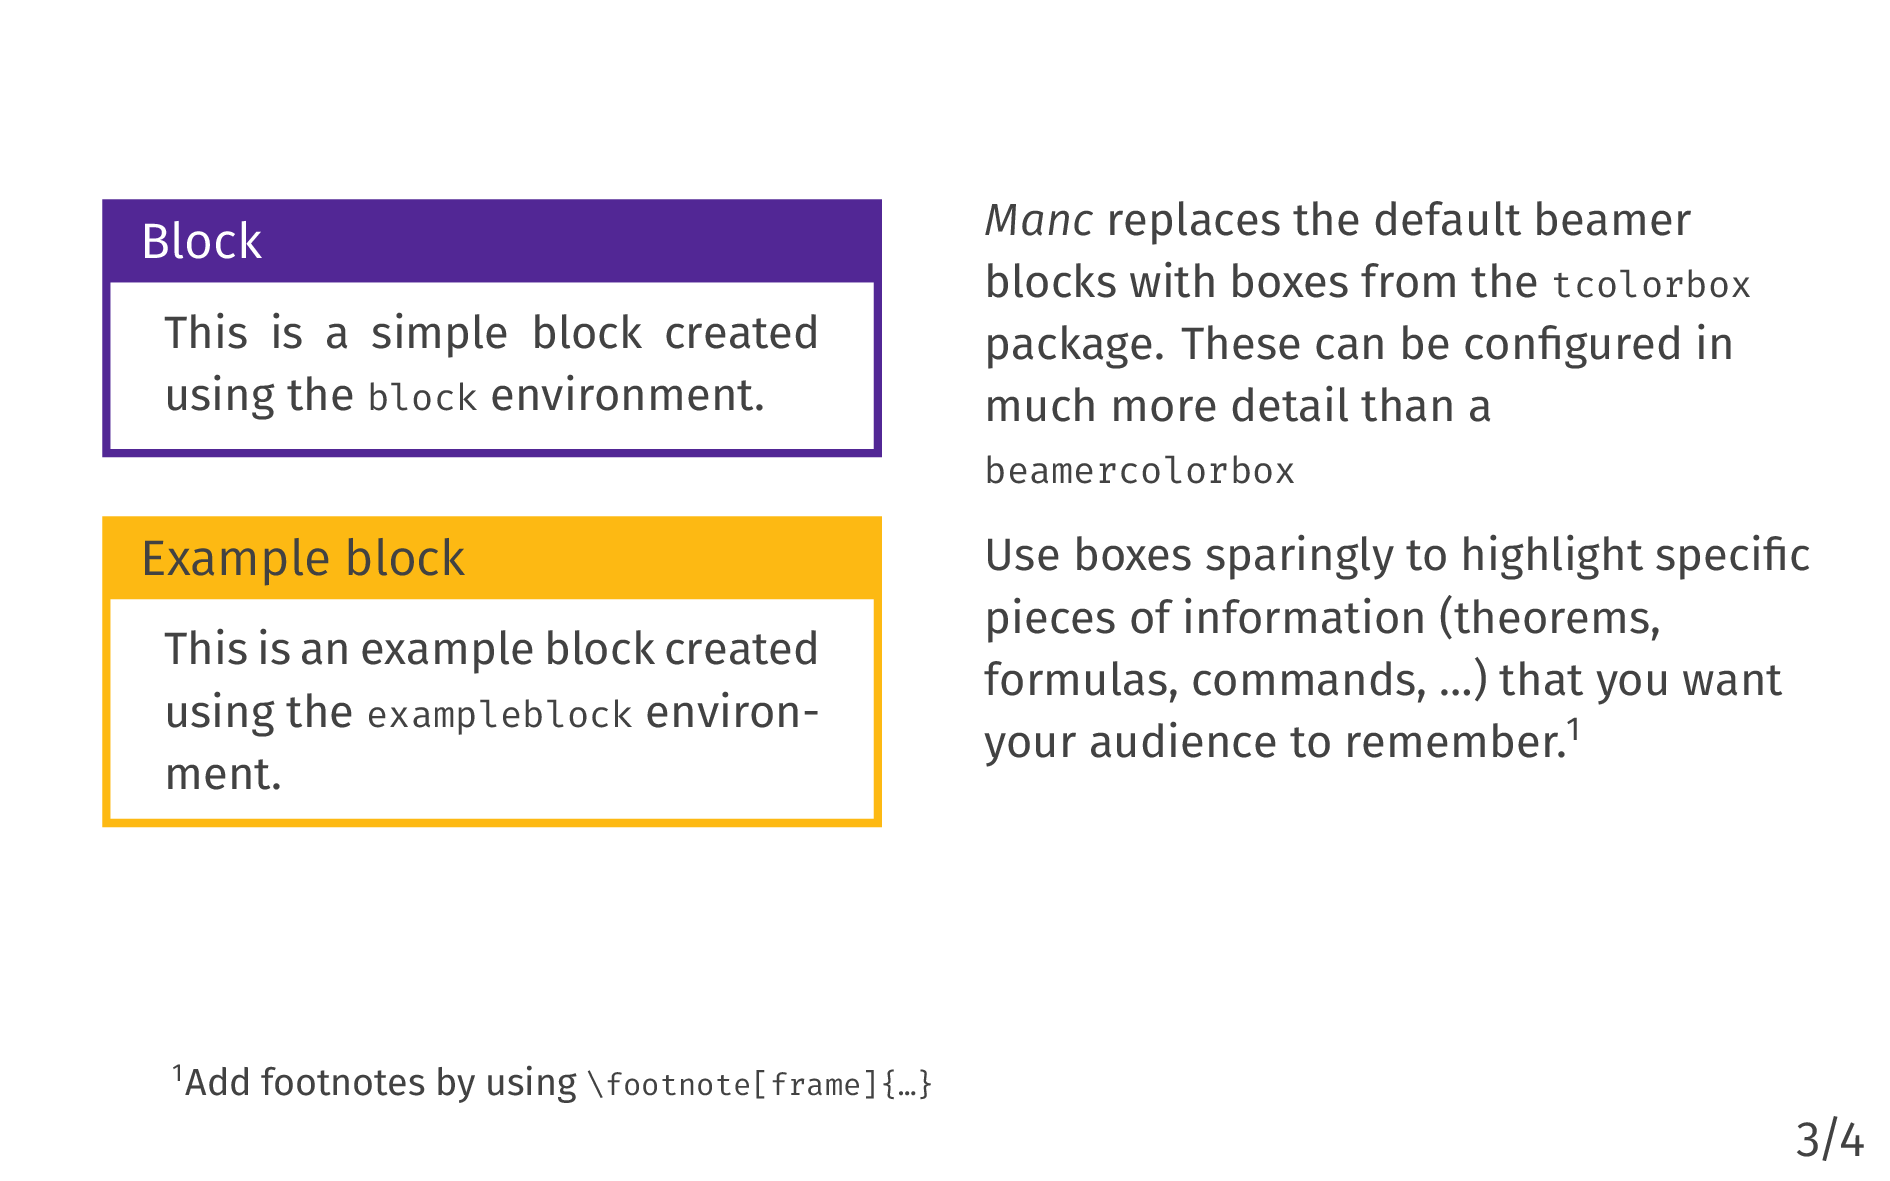 Block
This is a simple block created
using the block environment.
Example block
This is an example block created
using the exampleblock environ-
ment.
Manc replaces the default beamer
blocks with boxes from the tcolorbox
package. These can be configured in
much more detail than a
beamercolorbox
Use boxes sparingly to highlight specific
pieces of information (theorems,
formulas, commands, …) that you want
your audience to remember.¹
¹Add footnotes by using \footnote[frame]{…}
3/4